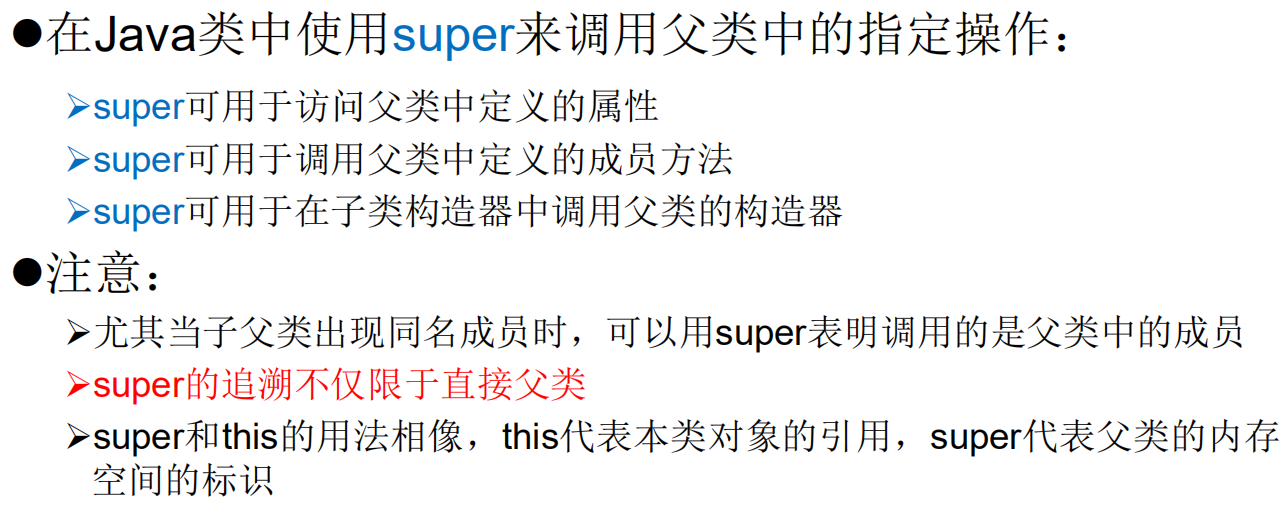 ●在Java类中使用super来调用父类中的指定操作：
➢super可用于访问父类中定义的属性
➢super可用于调用父类中定义的成员方法
➢super可用于在子类构造器中调用父类的构造器
●注意：
➢尤其当子父类出现同名成员时，可以用super表明调用的是父类中的成员
➢super的追溯不仅限于直接父类
➢super和this的用法相像，this代表本类对象的引用，super代表父类的内存
空间的标识